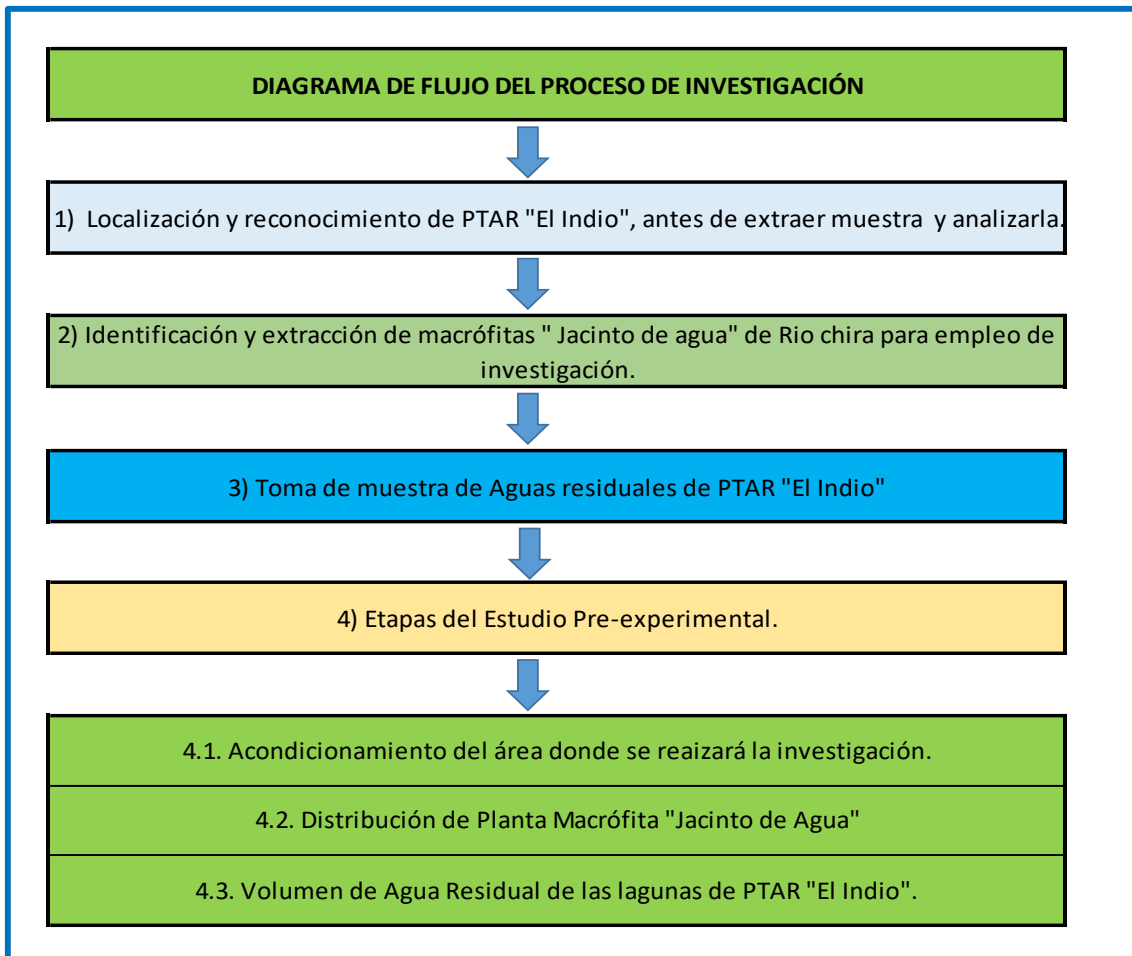 DIAGRAMA DE FLUJO DEL PROCESO DE INVESTIGACIÓN
1) Localización y reconocimiento de PTAR "El Indio", antes de extraer muestra y analizarla.
2) Identificación y extracción de macrófitas " Jacinto de agua" de Rio chira para empleo de
investigación.
3) Toma de muestra de Aguas residuales de PTAR "El Indio"
4) Etapas del Estudio Pre-experimental.
4.1. Acondicionamiento del área donde se reaizará la investigación.
4.2. Distribución de Planta Macrófita "Jacinto de Agua"
4.3. Volumen de Agua Residual de las lagunas de PTAR "El Indio".